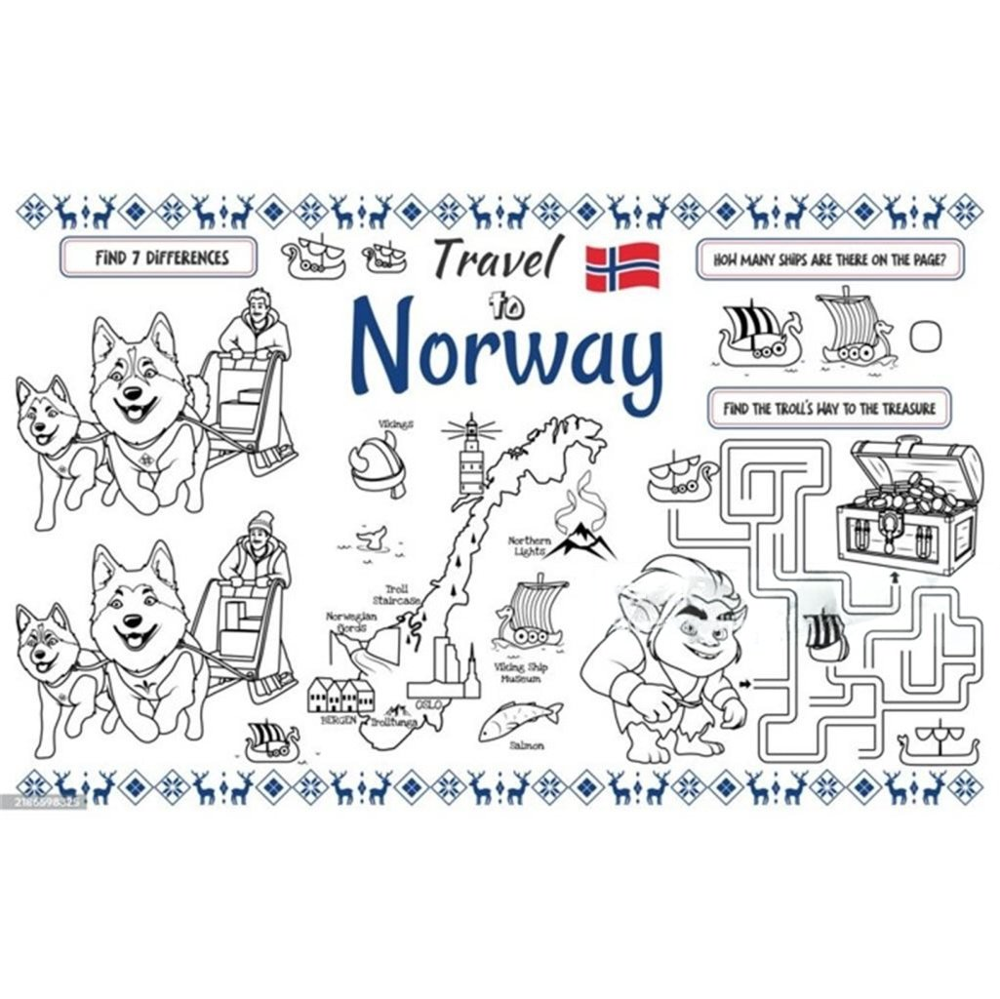 FIND 7 DIFFERENCES
Travel
to
Norway
HOW MANY SHIPS ARE THERE ON THE PAGE?
FIND THE TROLL'S WAY TO THE TREASURE
Vikings
Northern
Lights
Troll
Staircase
Norwegian
fjords
Viking Ship
Museum
OSLO
BERGEN
Trolltunga
Salmon